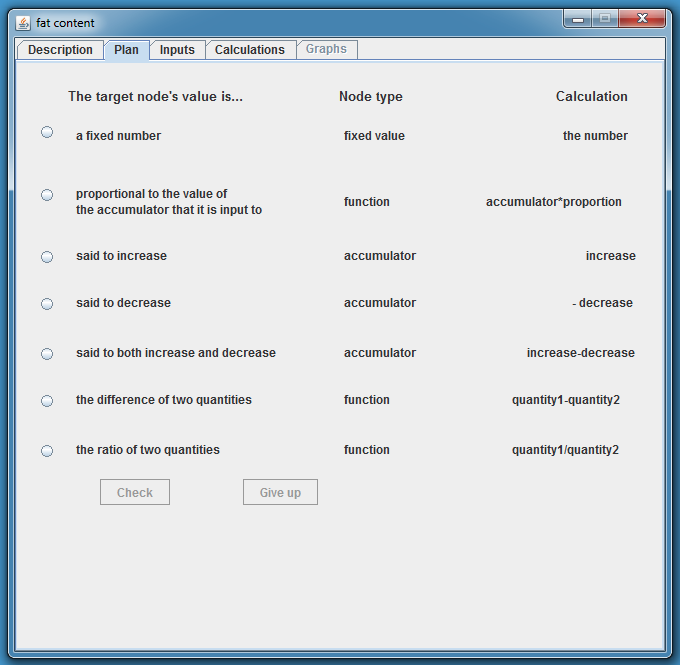 fat content
Description Plan Inputs Calculations Graphs
The target node's value is... Node type Calculation
a fixed number fixed value the number
proportional to the value of
the accumulator that it is input to function accumulator*proportion
said to increase accumulator increase
said to decrease accumulator - decrease
said to both increase and decrease accumulator increase-decrease
the difference of two quantities function quantity1-quantity2
the ratio of two quantities function quantity1/quantity2
Check Give up